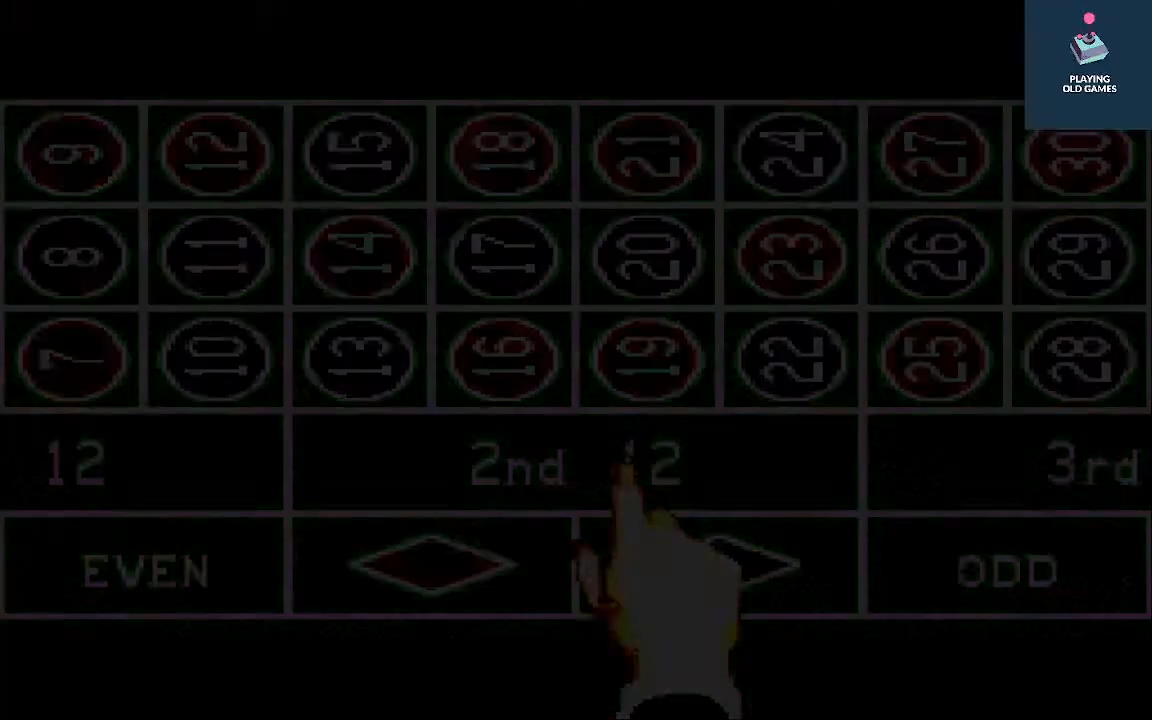 PLAYING
OLD GAMES
9 12 15 18 21 24 27 30
8 11 14 17 20 23 26 29
7 10 13 16 19 22 25 28
12 2nd 2 3rd
EVEN ODD